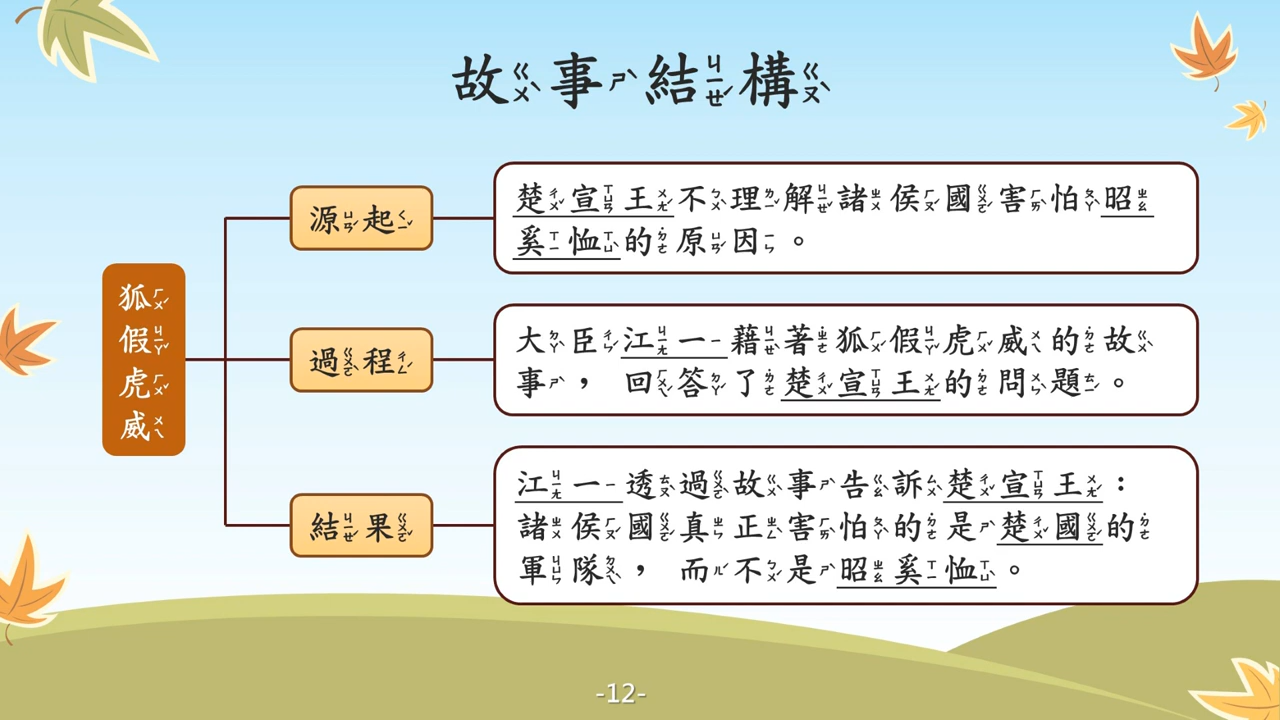 故事結構
狐假虎威
源起
楚宣王不理解諸侯國害怕昭
奚恤的原因。
過程
大臣江一藉著狐假虎威的故
事，回答了楚宣王的問題。
結果
江一透過故事告訴楚宣王：
諸侯國真正害怕的是楚國的
軍隊，而不是昭奚恤。
-12-